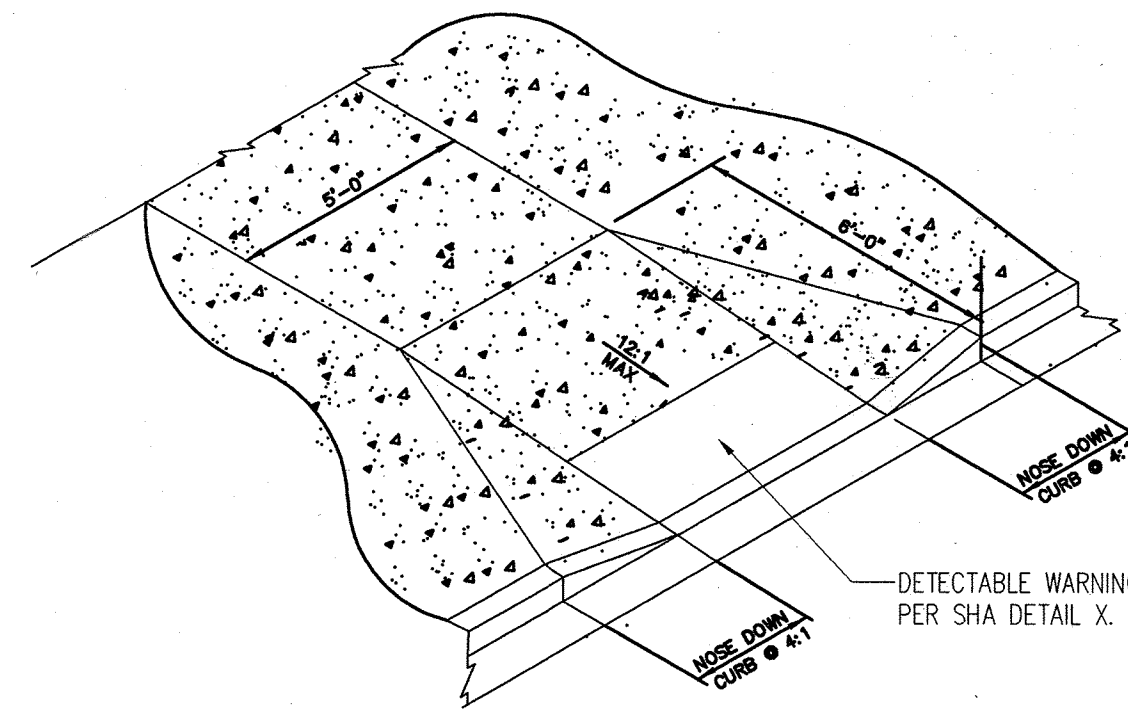 5'-0"
6'-0"
12:1
MAX
NOSE DOWN
CURB @ 4:
DETECTABLE WARNING
PER SHA DETAIL X.
NOSE DOWN
CURB @ 4:1